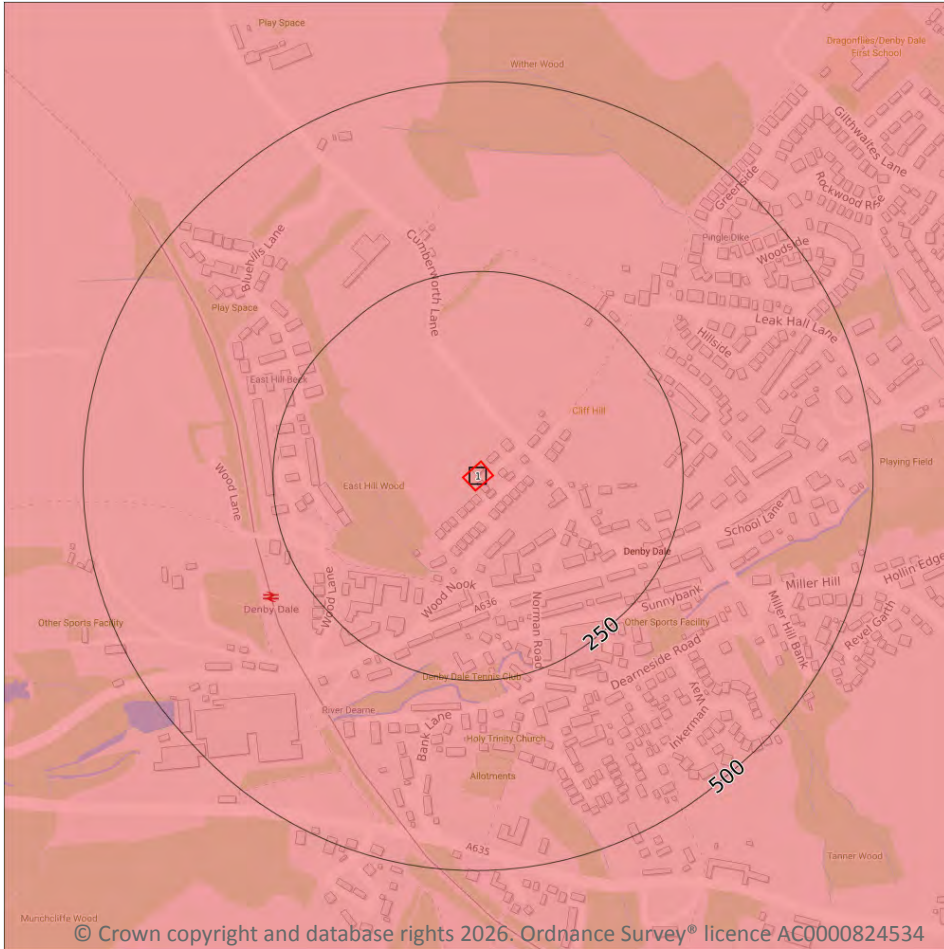 Play Space
Dragonflies/Denby Dale
First School
Wither Wood
Gilthwaites Lane
Rockwood Rise
Greenside
Pingle Dike
Woodside
Bluehills Lane
Cumberworth Lane
Play Space
Leak Hall Lane
Hillside
East Hill Beck
Cliff Hill
Playing Field
1
East Hill Wood
Wood Lane
School Lane
Denby Dale
Hollin Edge
Miller Hill
Wood Nook
A636
Sunnybank
Wood Lane
Denby Dale
Norman Road
Other Sports Facility
Other Sports Facility
250
Miller Hill Bank
Revel Garth
Dearneside Road
Denby Dale Tennis Club
Inkerman Way
River Dearne
Bank Lane
Holy Trinity Church
Allotments
500
A635
Tanner Wood
Munchcliffe Wood
© Crown copyright and database rights 2026. Ordnance Survey® licence AC0000824534